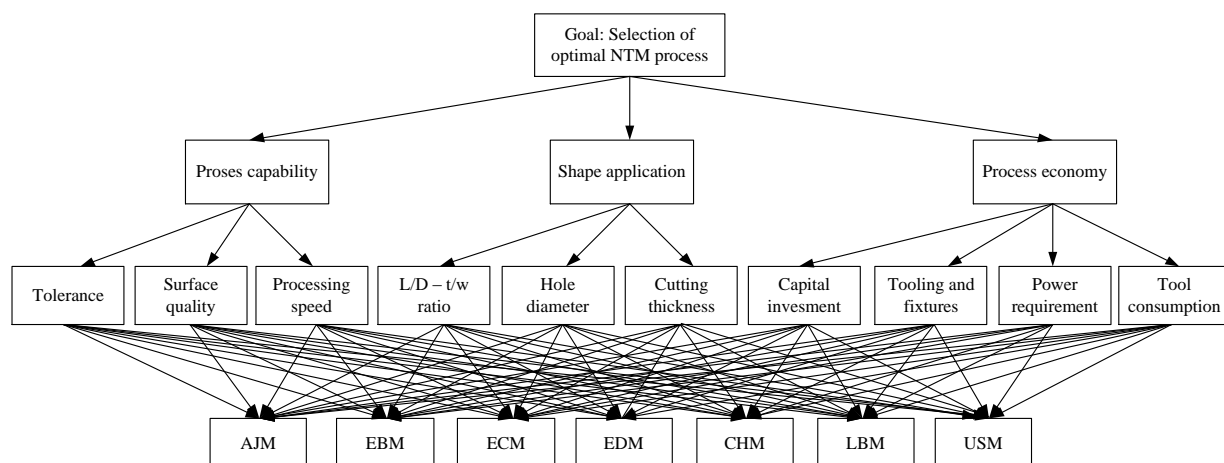 Goal: Selection of
optimal NTM process
Proses capability
Shape application
Process economy
Tolerance
Surface
quality
Processing
speed
L/D – t/w
ratio
Hole
diameter
Cutting
thickness
Capital
invesment
Tooling and
fixtures
Power
requirement
Tool
consumption
AJM
EBM
ECM
EDM
CHM
LBM
USM